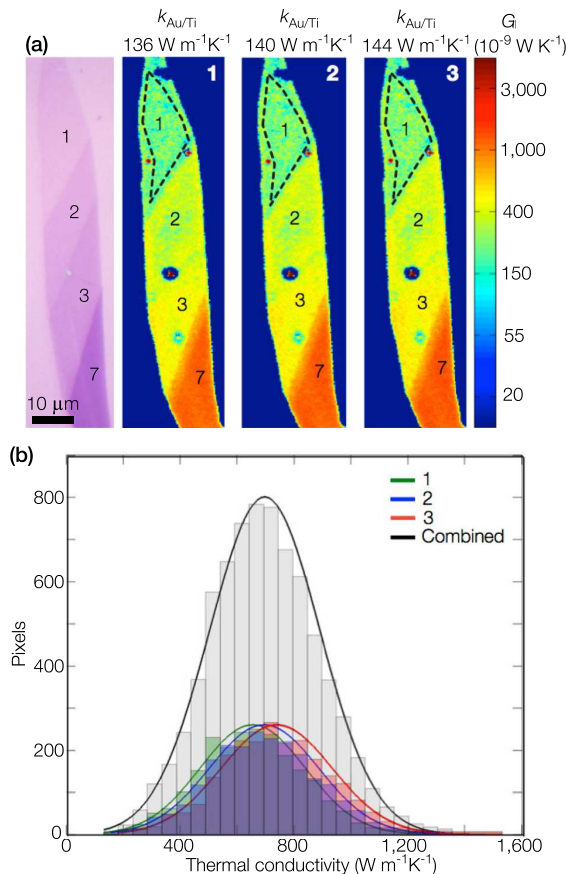 (a)
k_Au/Ti
136 W m⁻¹K⁻¹
k_Au/Ti
140 W m⁻¹K⁻¹
k_Au/Ti
144 W m⁻¹K⁻¹
G_i
(10⁻⁹ W K⁻¹)
1
2
3
7
10 μm
1
1
2
3
7
2
1
2
3
7
3
1
2
3
7
3,000
1,000
400
150
55
20
(b)
1
2
3
Combined
800
600
400
200
0
Pixels
0
400
800
1,200
1,600
Thermal conductivity (W m⁻¹K⁻¹)